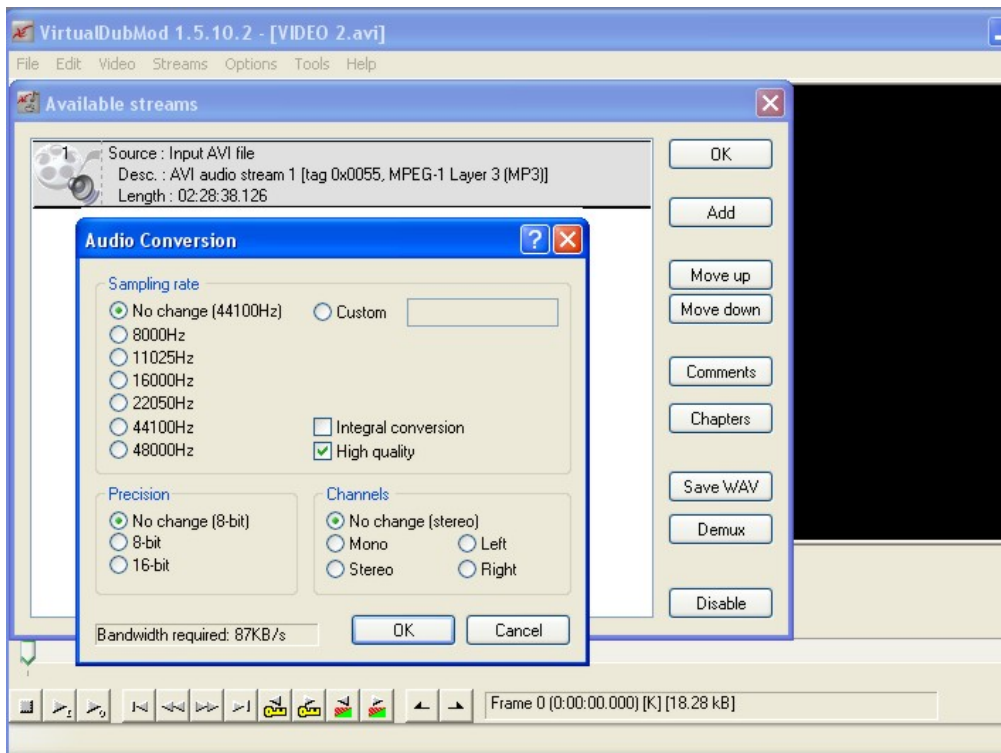 VirtualDubMod 1.5.10.2 - [VIDEO 2.avi]
File Edit Video Streams Options Tools Help
Available streams
1
Source : Input AVI file
Desc. : AVI audio stream 1 [tag 0x0055, MPEG-1 Layer 3 (MP3)]
Length : 02:28:38.126
OK
Add
Move up
Move down
Comments
Chapters
Save WAV
Demux
Disable
Audio Conversion
Sampling rate
No change (44100Hz)
Custom
8000Hz
11025Hz
16000Hz
22050Hz
44100Hz
48000Hz
Integral conversion
High quality
Precision
No change (8-bit)
8-bit
16-bit
Channels
No change (stereo)
Mono Left
Stereo Right
Bandwidth required: 87KB/s
OK Cancel
Frame 0 (0:00:00.000) [K] [18.28 kB]